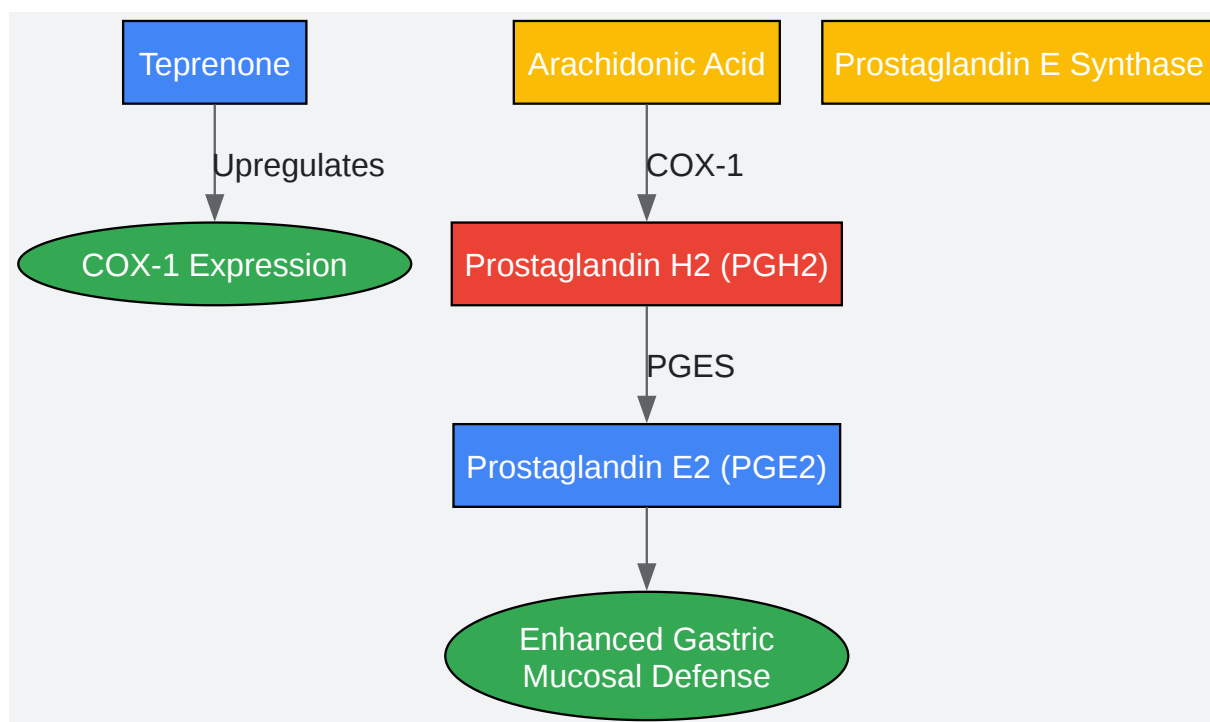 Teprenone
Arachidonic Acid
Prostaglandin E Synthase
Upregulates
COX-1
COX-1 Expression
Prostaglandin H2 (PGH2)
PGES
Prostaglandin E2 (PGE2)
Enhanced Gastric
Mucosal Defense